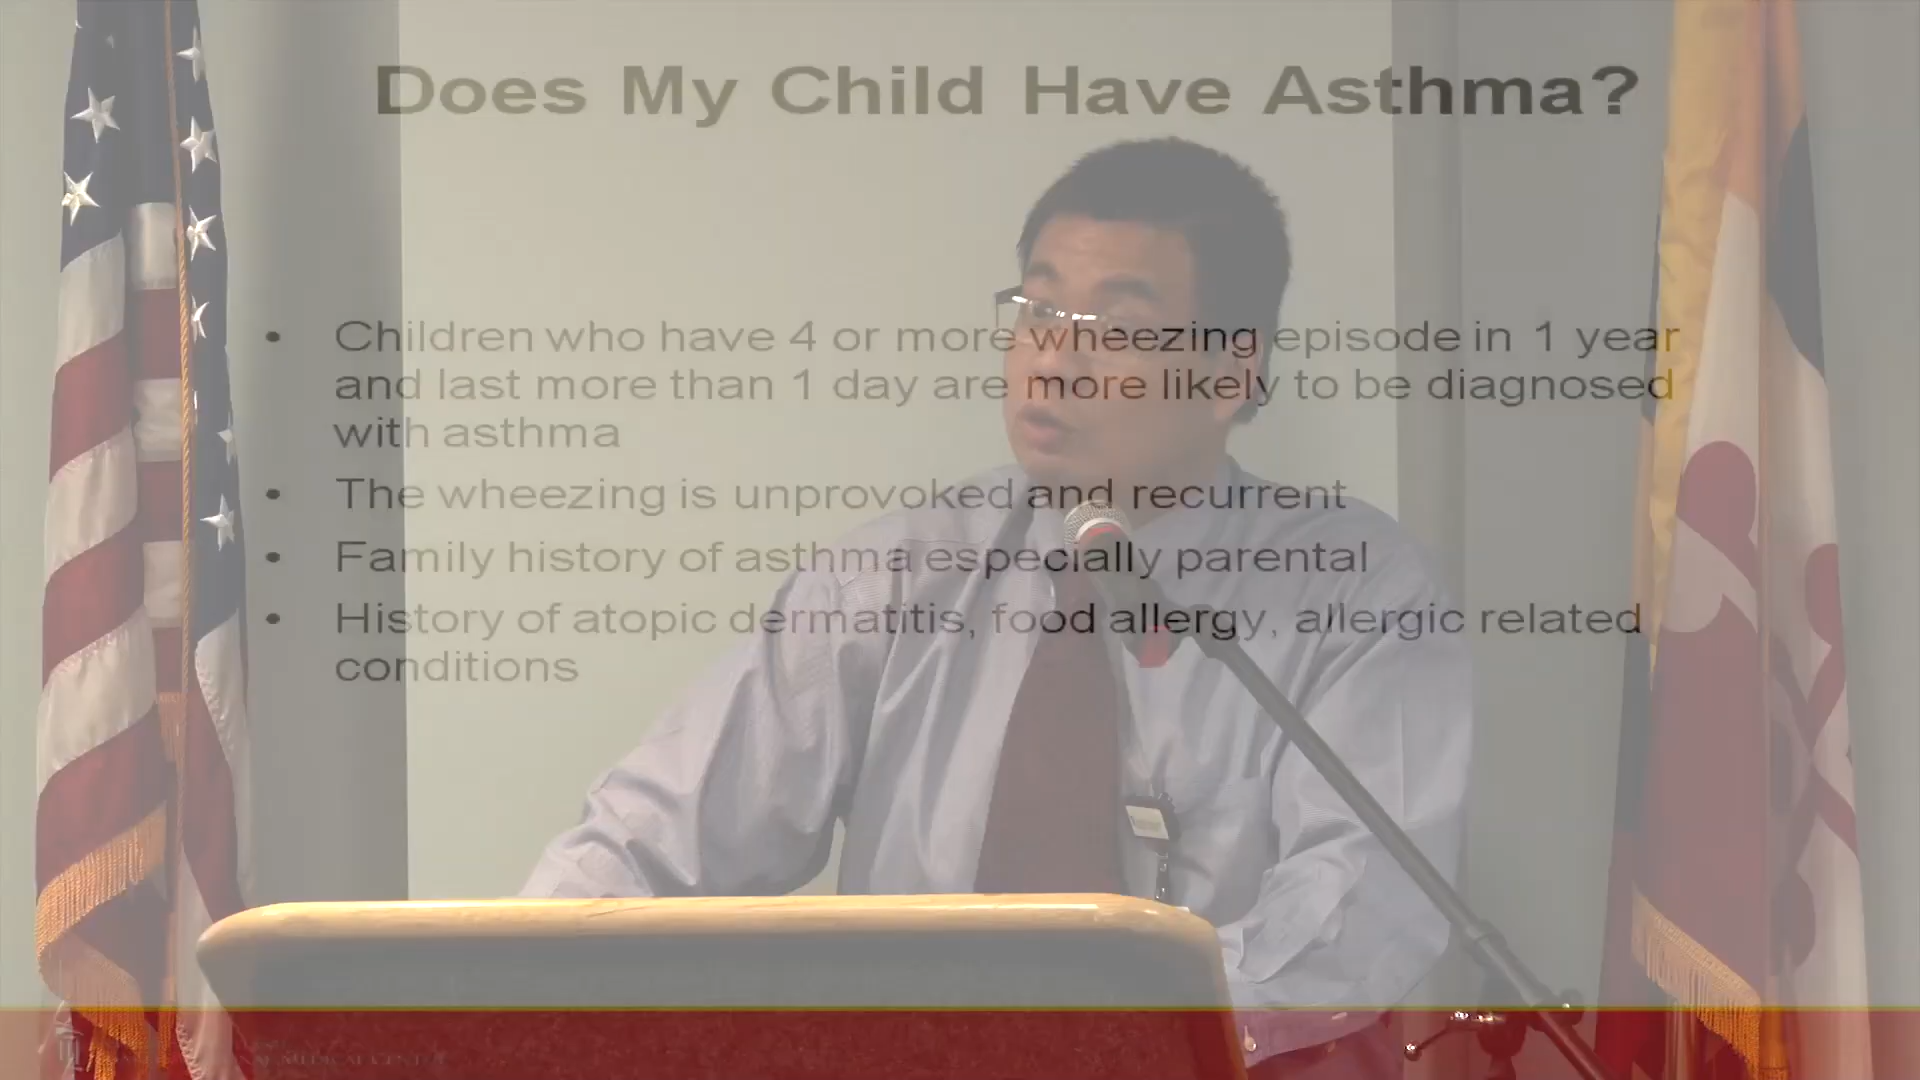 Does My Child Have Asthma?
• Children who have 4 or more wheezing episode in 1 year
and last more than 1 day are more likely to be diagnosed
with asthma
• The wheezing is unprovoked and recurrent
• Family history of asthma especially parental
• History of atopic dermatitis, food allergy, allergic related
conditions
MEDICAL CENTER